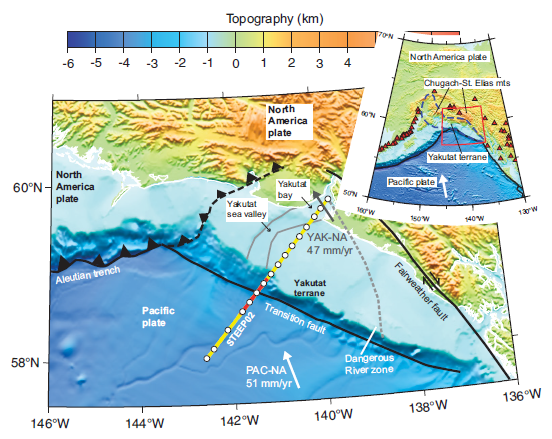 Topography (km)
-6 -5 -4 -3 -2 -1 0 1 2 3 4
70°N
North America plate
Chugach-St. Elias mts
60°N
Yakutat terrane
Pacific plate
50°N
160°W
150°W
140°W
130°W
North
America
plate
North
America
plate
60°N
Yakutat
bay
Yakutat
sea valley
YAK-NA
47 mm/yr
Aleutian trench
Fairweather fault
Yakutat
terrane
Pacific
plate
STEEP02
Transition fault
Dangerous
River zone
PAC-NA
51 mm/yr
58°N
146°W
144°W
142°W
140°W
138°W
136°W